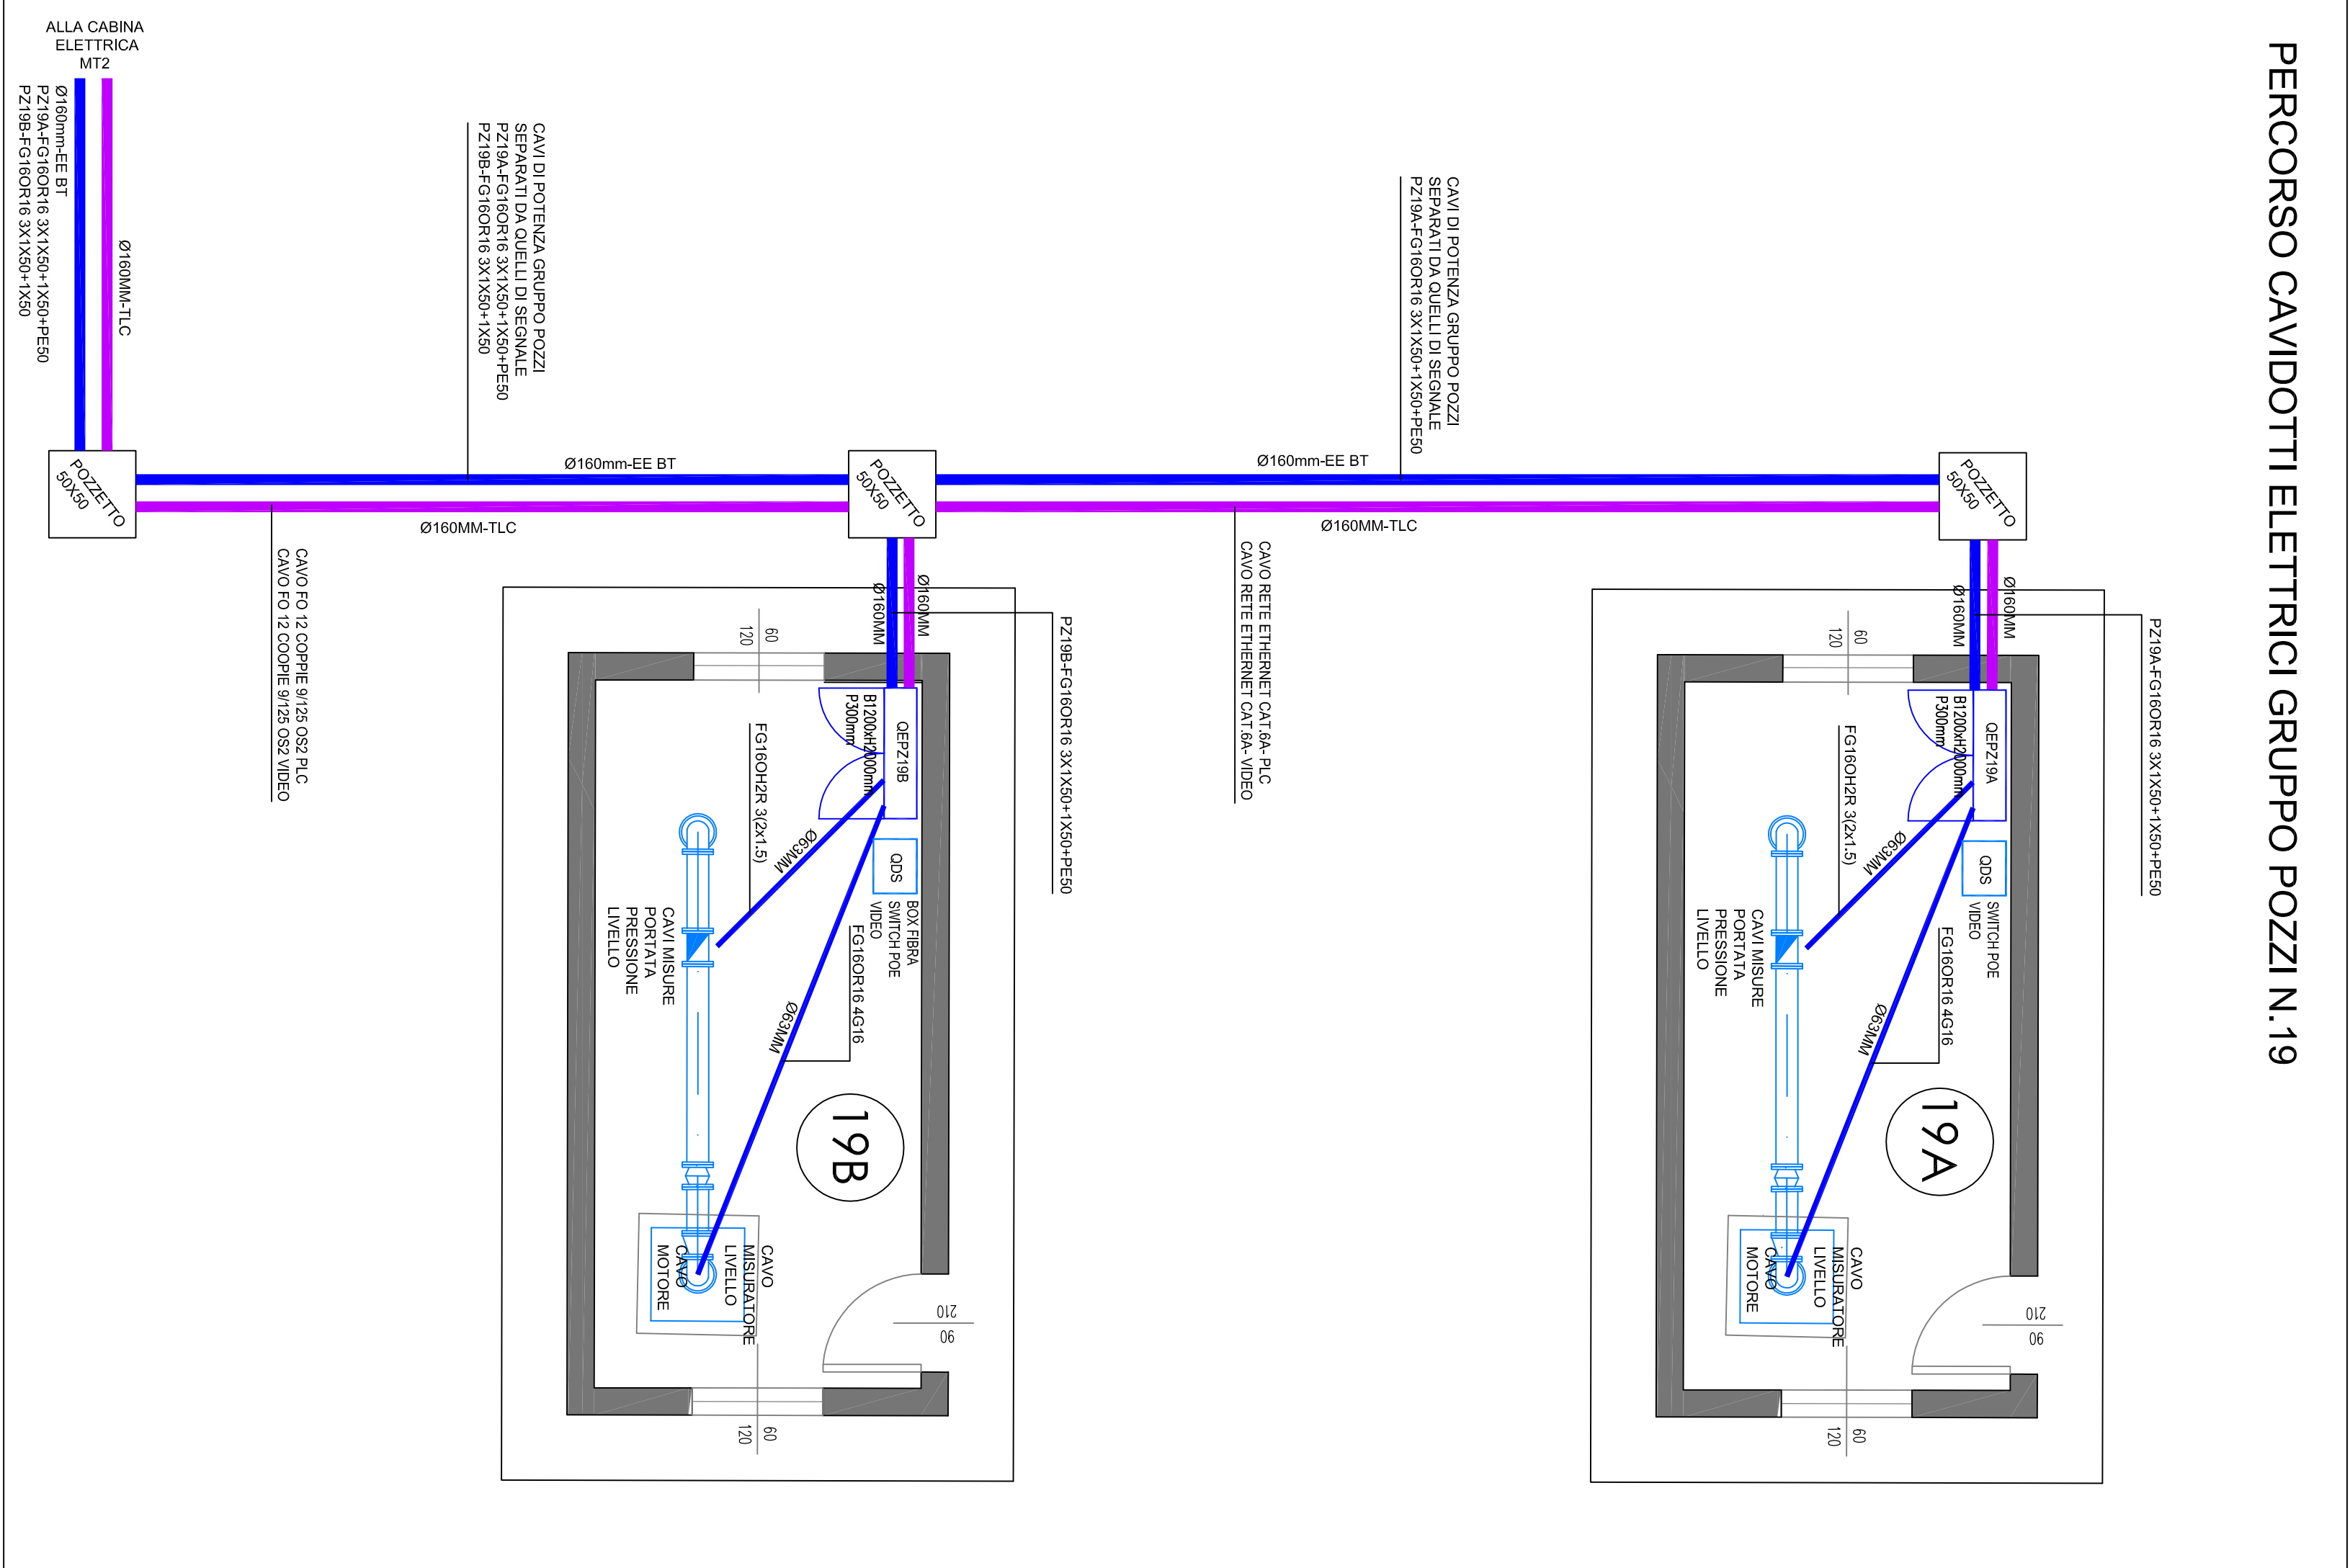 PERCORSO CAVIDOTTI ELETTRICI GRUPPO POZZI N.19
ALLA CABINA
ELETTRICA
MT2
Ø160mm-EE BT
PZ19A-FG16OR16 3X1X50+1X50+PE50
PZ19B-FG16OR16 3X1X50+1X50
Ø160MM-TLC
CAVI DI POTENZA GRUPPO POZZI
SEPARATI DA QUELLI DI SEGNALE
PZ19A-FG16OR16 3X1X50+1X50+PE50
PZ19B-FG16OR16 3X1X50+1X50
CAVI DI POTENZA GRUPPO POZZI
SEPARATI DA QUELLI DI SEGNALE
PZ19A-FG16OR16 3X1X50+1X50+PE50
POZZETTO
50X50
Ø160mm-EE BT
Ø160MM-TLC
POZZETTO
50X50
Ø160mm-EE BT
Ø160MM-TLC
POZZETTO
50X50
CAVO FO 12 COPPIE 9/125 OS2 PLC
CAVO FO 12 COOPIE 9/125 OS2 VIDEO
CAVO RETE ETHERNET CAT.6A- PLC
CAVO RETE ETHERNET CAT.6A- VIDEO
Ø160MM
Ø160MM
PZ19B-FG16OR16 3X1X50+1X50+PE50
60
120
QEPZ19B
B1200xH2000mm
P300mm
FG16OH2R 3(2x1.5)
Ø63MM
QDS
BOX FIBRA
SWITCH POE
VIDEO
FG16OR16 4G16
Ø63MM
CAVI MISURE
PORTATA
PRESSIONE
LIVELLO
19B
CAVO
MISURATORE
LIVELLO
CAVO
MOTORE
210
90
60
120
Ø160MM
Ø160MM
PZ19A-FG16OR16 3X1X50+1X50+PE50
60
120
QEPZ19A
B1200xH2000mm
P300mm
FG16OH2R 3(2x1.5)
Ø63MM
QDS
SWITCH POE
VIDEO
FG16OR16 4G16
Ø63MM
CAVI MISURE
PORTATA
PRESSIONE
LIVELLO
19A
CAVO
MISURATORE
LIVELLO
CAVO
MOTORE
210
90
60
120